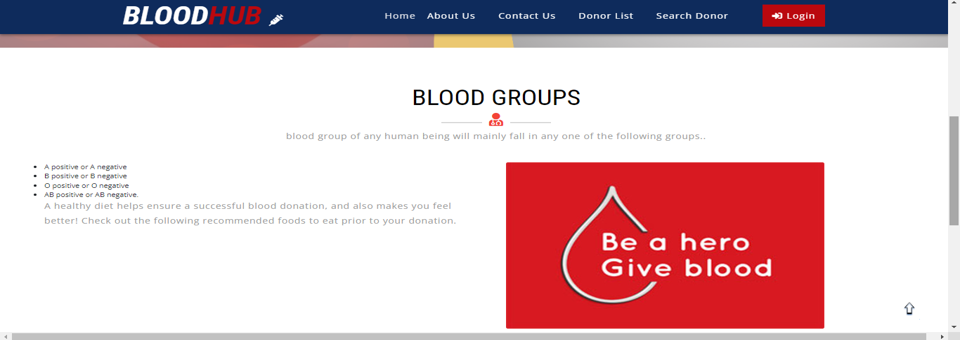 BLOODHUB
Home About Us Contact Us Donor List Search Donor Login
BLOOD GROUPS
blood group of any human being will mainly fall in any one of the following groups..
A positive or A negative
B positive or B negative
O positive or O negative
AB positive or AB negative.
A healthy diet helps ensure a successful blood donation, and also makes you feel
better! Check out the following recommended foods to eat prior to your donation.
Be a hero
Give blood